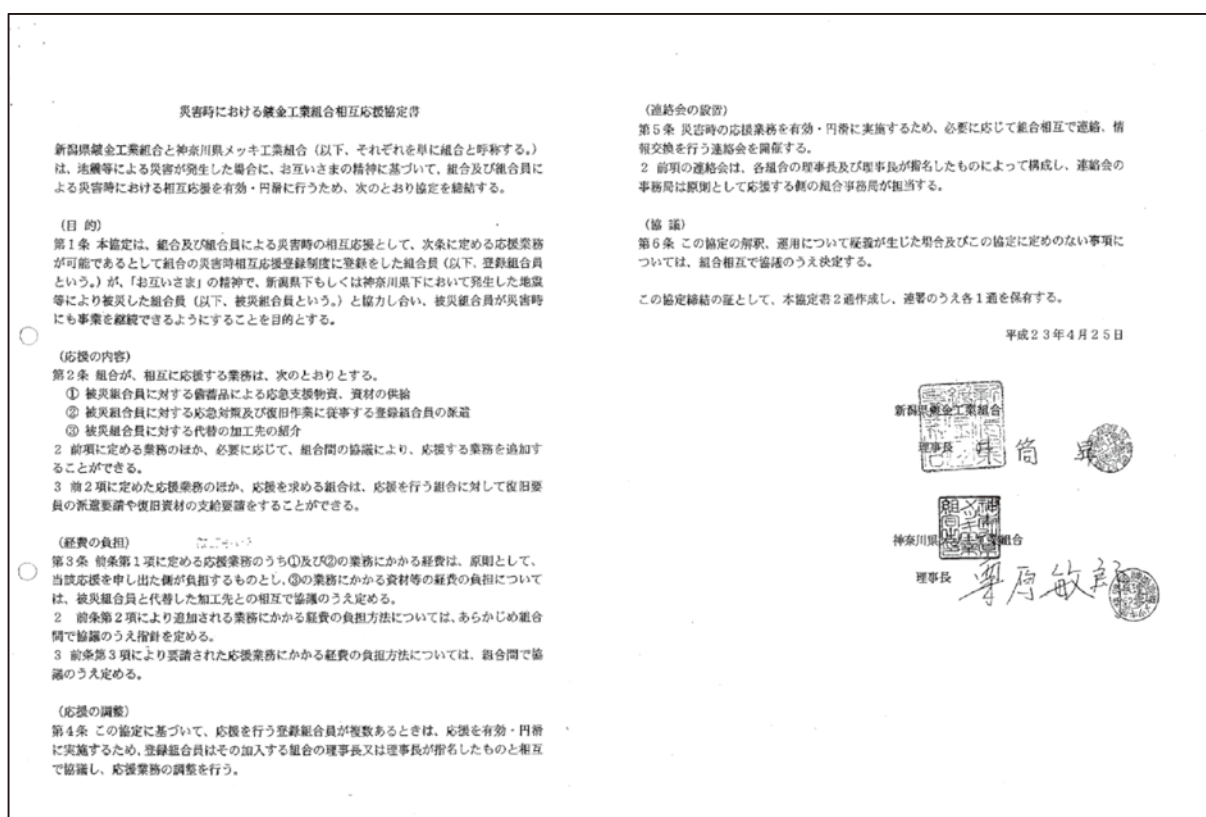 災害時における鍍金工業組合相互応援協定書
新潟県鍍金工業組合と神奈川県メッキ工業組合(以下、それぞれを単に組合と呼称する。)
は、地震等による災害が発生した場合に、お互いさまの精神に基づいて、組合及び組合員に
よる災害時における相互応援を有効・円滑に行うため、次のとおり協定を締結する。
(目 的)
第1条 本協定は、組合及び組合員による災害時の相互応援として、次条に定める応援業務
が可能であるとして組合の災害時相互応援登録制度に登録をした組合員(以下、登録組合員
という。)が、「お互いさま」の精神で、新潟県下もしくは神奈川県下において発生した地震
等により被災した組合員(以下、被災組合員という。)と協力し合い、被災組合員が災害時
にも事業を継続できるようにすることを目的とする。
(応援の内容)
第2条 組合が、相互に応援する業務は、次のとおりとする。
① 被災組合員に対する備蓄品による応急支援物資、資材の供給
② 被災組合員に対する応急対策及び復旧作業に従事する登録組合員の派遣
③ 被災組合員に対する代替の加工先の紹介
2 前項に定める業務のほか、必要に応じて、組合間の協議により、応援する業務を追加す
ることができる。
3 前2項に定めた応援業務のほか、応援を求める組合は、応援を行う組合に対して復旧要
員の派遣要請や復旧資材の支給要請をすることができる。
(経費の負担)
第3条 前条第1項に定める応援業務のうち①及び②の業務にかかる経費は、原則として、
当該応援を申し出た側が負担するものとし、③の業務にかかる資材等の経費の負担について
は、被災組合員と代替した加工先との相互で協議のうえ定める。
2 前条第2項により追加される業務にかかる経費の負担方法については、あらかじめ組合
間で協議のうえ指針を定める。
3 前条第3項により要請された応援業務にかかる経費の負担方法については、組合間で協
議のうえ定める。
(応援の調整)
第4条 この協定に基づいて、応援を行う登録組合員が複数あるときは、応援を有効・円滑
に実施するため、登録組合員はその加入する組合の理事長又は理事長が指名したものと相互
で協議し、応援業務の調整を行う。
(連絡会の設置)
第5条 災害時の応援業務を有効・円滑に実施するため、必要に応じて組合相互で連絡、情
報交換を行う連絡会を開催する。
2 前項の連絡会は、各組合の理事長及び理事長が指名したものによって構成し、連絡会の
事務局は原則として応援する側の組合事務局が担当する。
(協 議)
第6条 この協定の解釈、運用について疑義が生じた場合及びこの協定に定めのない事項に
ついては、組合相互で協議のうえ決定する。
この協定締結の証として、本協定書2通作成し、連署のうえ各1通を保有する。
平成23年4月25日
新潟県鍍金工業組合
理事長
神奈川県メッキ工業組合
理事長 栗原敏郎